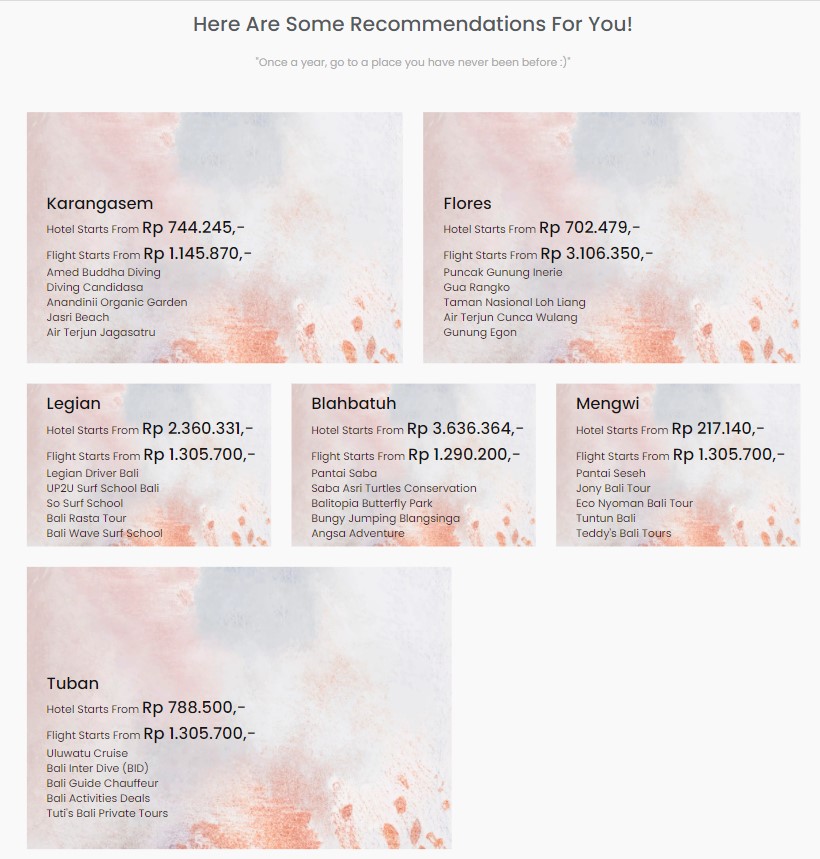 Here Are Some Recommendations For You!
"Once a year, go to a place you have never been before :)"
Karangasem
Hotel Starts From Rp 744.245,-
Flight Starts From Rp 1.145.870,-
Amed Buddha Diving
Diving Candidasa
Anandinii Organic Garden
Jasri Beach
Air Terjun Jagasatru
Flores
Hotel Starts From Rp 702.479,-
Flight Starts From Rp 3.106.350,-
Puncak Gunung Inerie
Gua Rangko
Taman Nasional Loh Liang
Air Terjun Cunca Wulang
Gunung Egon
Legian
Hotel Starts From Rp 2.360.331,-
Flight Starts From Rp 1.305.700,-
Legian Driver Bali
UP2U Surf School Bali
So Surf School
Bali Rasta Tour
Bali Wave Surf School
Blahbatuh
Hotel Starts From Rp 3.636.364,-
Flight Starts From Rp 1.290.200,-
Pantai Saba
Saba Asri Turtles Conservation
Balitopia Butterfly Park
Bungy Jumping Blangsinga
Angsa Adventure
Mengwi
Hotel Starts From Rp 217.140,-
Flight Starts From Rp 1.305.700,-
Pantai Seseh
Jony Bali Tour
Eco Nyoman Bali Tour
Tuntun Bali
Teddy's Bali Tours
Tuban
Hotel Starts From Rp 788.500,-
Flight Starts From Rp 1.305.700,-
Uluwatu Cruise
Bali Inter Dive (BID)
Bali Guide Chauffeur
Bali Activities Deals
Tuti's Bali Private Tours